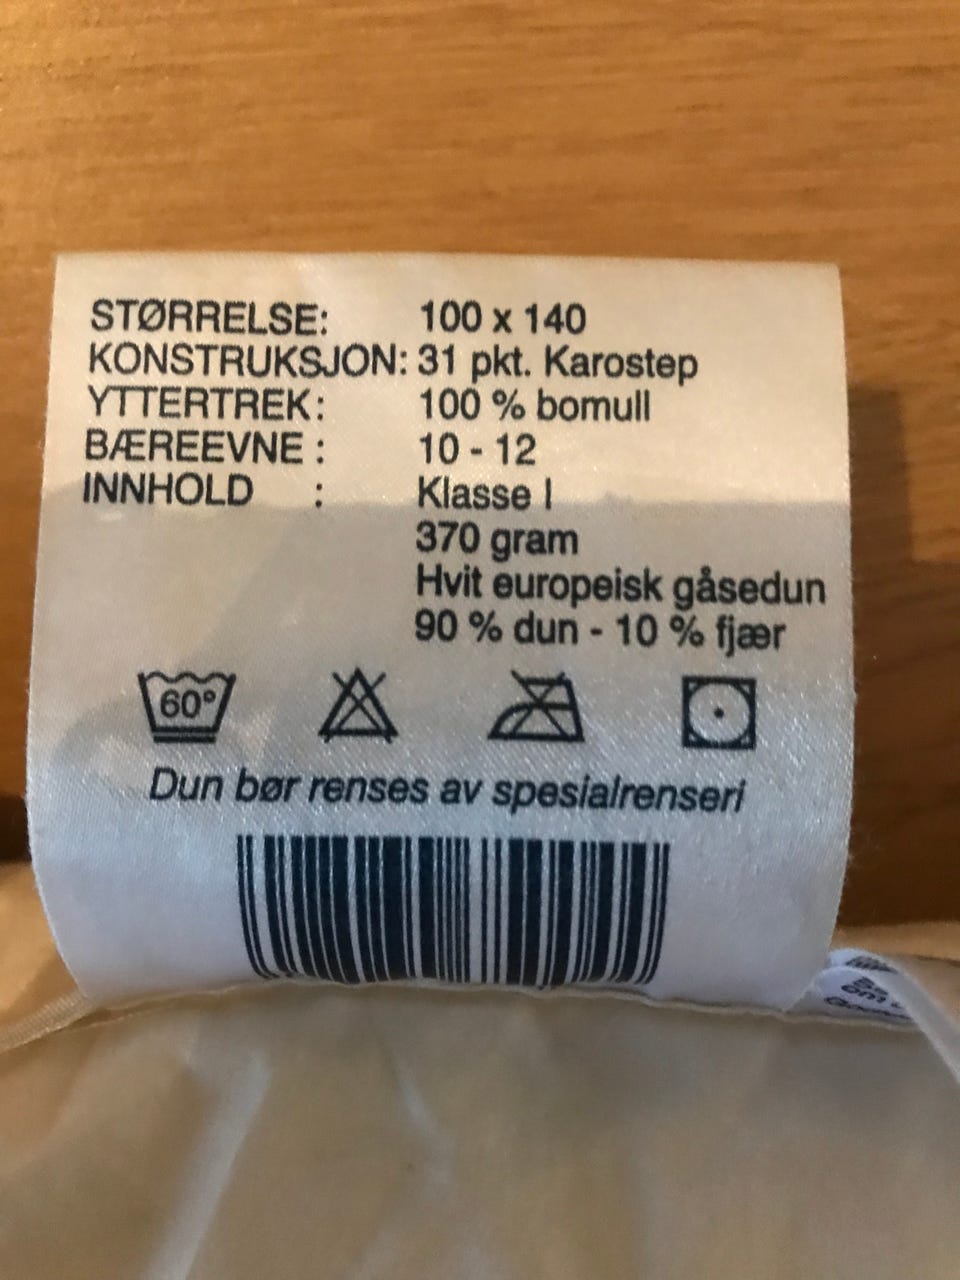 STØRRELSE: 100 x 140
KONSTRUKSJON: 31 pkt. Karostep
YTTERTREK: 100 % bomull
BÆREEVNE : 10 - 12
INNHOLD : Klasse I
370 gram
Hvit europeisk gåsedun
90 % dun - 10 % fjær
60°
Dun bør renses av spesialrenseri